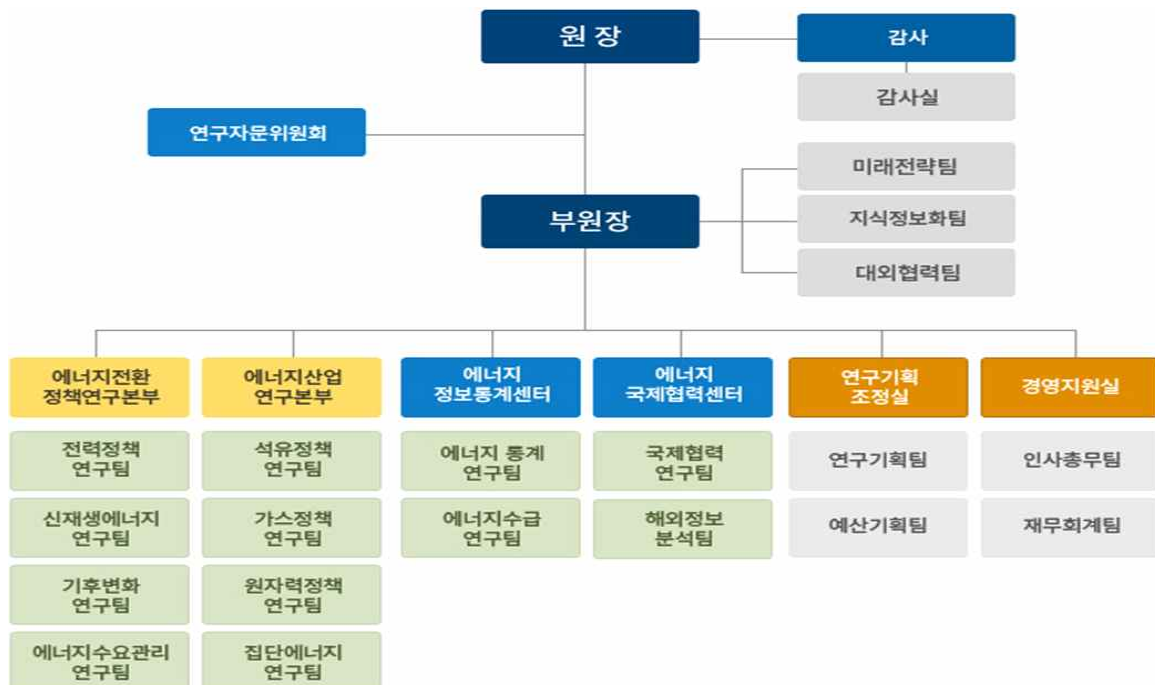 원 장
감사
감사실
연구자문위원회
미래전략팀
부원장
지식정보화팀
대외협력팀
에너지전환
정책연구본부
에너지산업
연구본부
에너지
정보통계센터
에너지
국제협력센터
연구기획
조정실
경영지원실
전력정책
연구팀
석유정책
연구팀
에너지 통계
연구팀
국제협력
연구팀
연구기획팀
인사총무팀
신재생에너지
연구팀
가스정책
연구팀
에너지수급
연구팀
해외정보
분석팀
예산기획팀
재무회계팀
기후변화
연구팀
원자력정책
연구팀
에너지수요관리
연구팀
집단에너지
연구팀